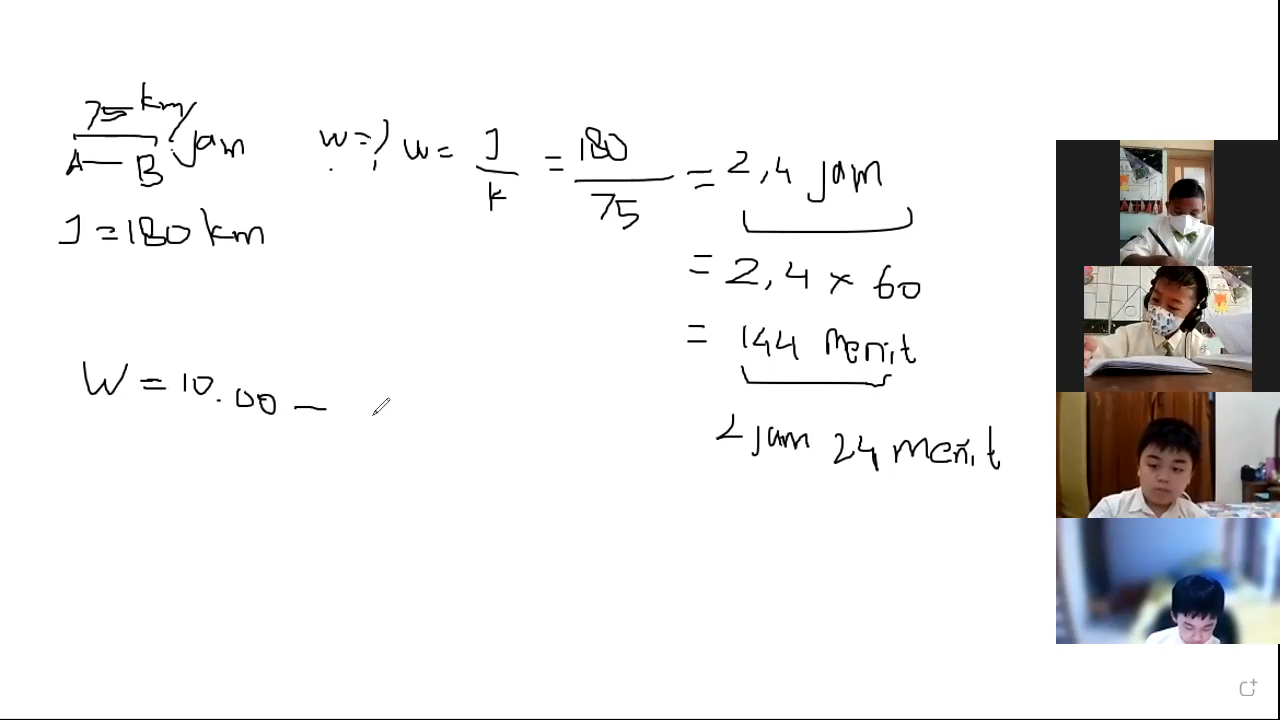 75 km/jam
A — B
J = 180 km
w = ? w = J/k = 180/75 = 2,4 jam
= 2,4 x 60
= 144 menit
2 jam 24 menit
W = 10.00 –